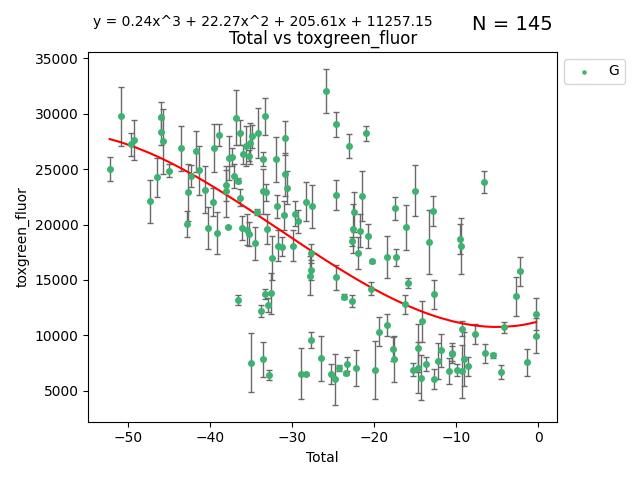 y = 0.24x^3 + 22.27x^2 + 205.61x + 11257.15
N = 145
Total vs toxgreen_fluor
G
toxgreen_fluor
35000
30000
25000
20000
15000
10000
5000
−50
−40
−30
−20
−10
0
Total